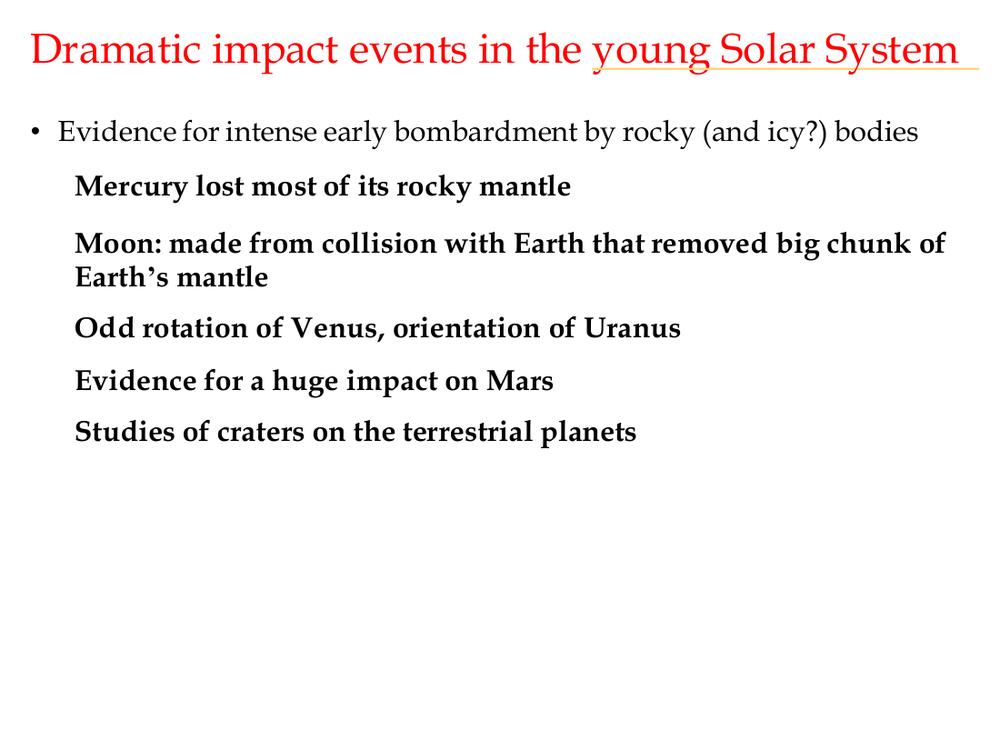 Dramatic impact events in the young Solar System
• Evidence for intense early bombardment by rocky (and icy?) bodies
Mercury lost most of its rocky mantle
Moon: made from collision with Earth that removed big chunk of
Earth’s mantle
Odd rotation of Venus, orientation of Uranus
Evidence for a huge impact on Mars
Studies of craters on the terrestrial planets